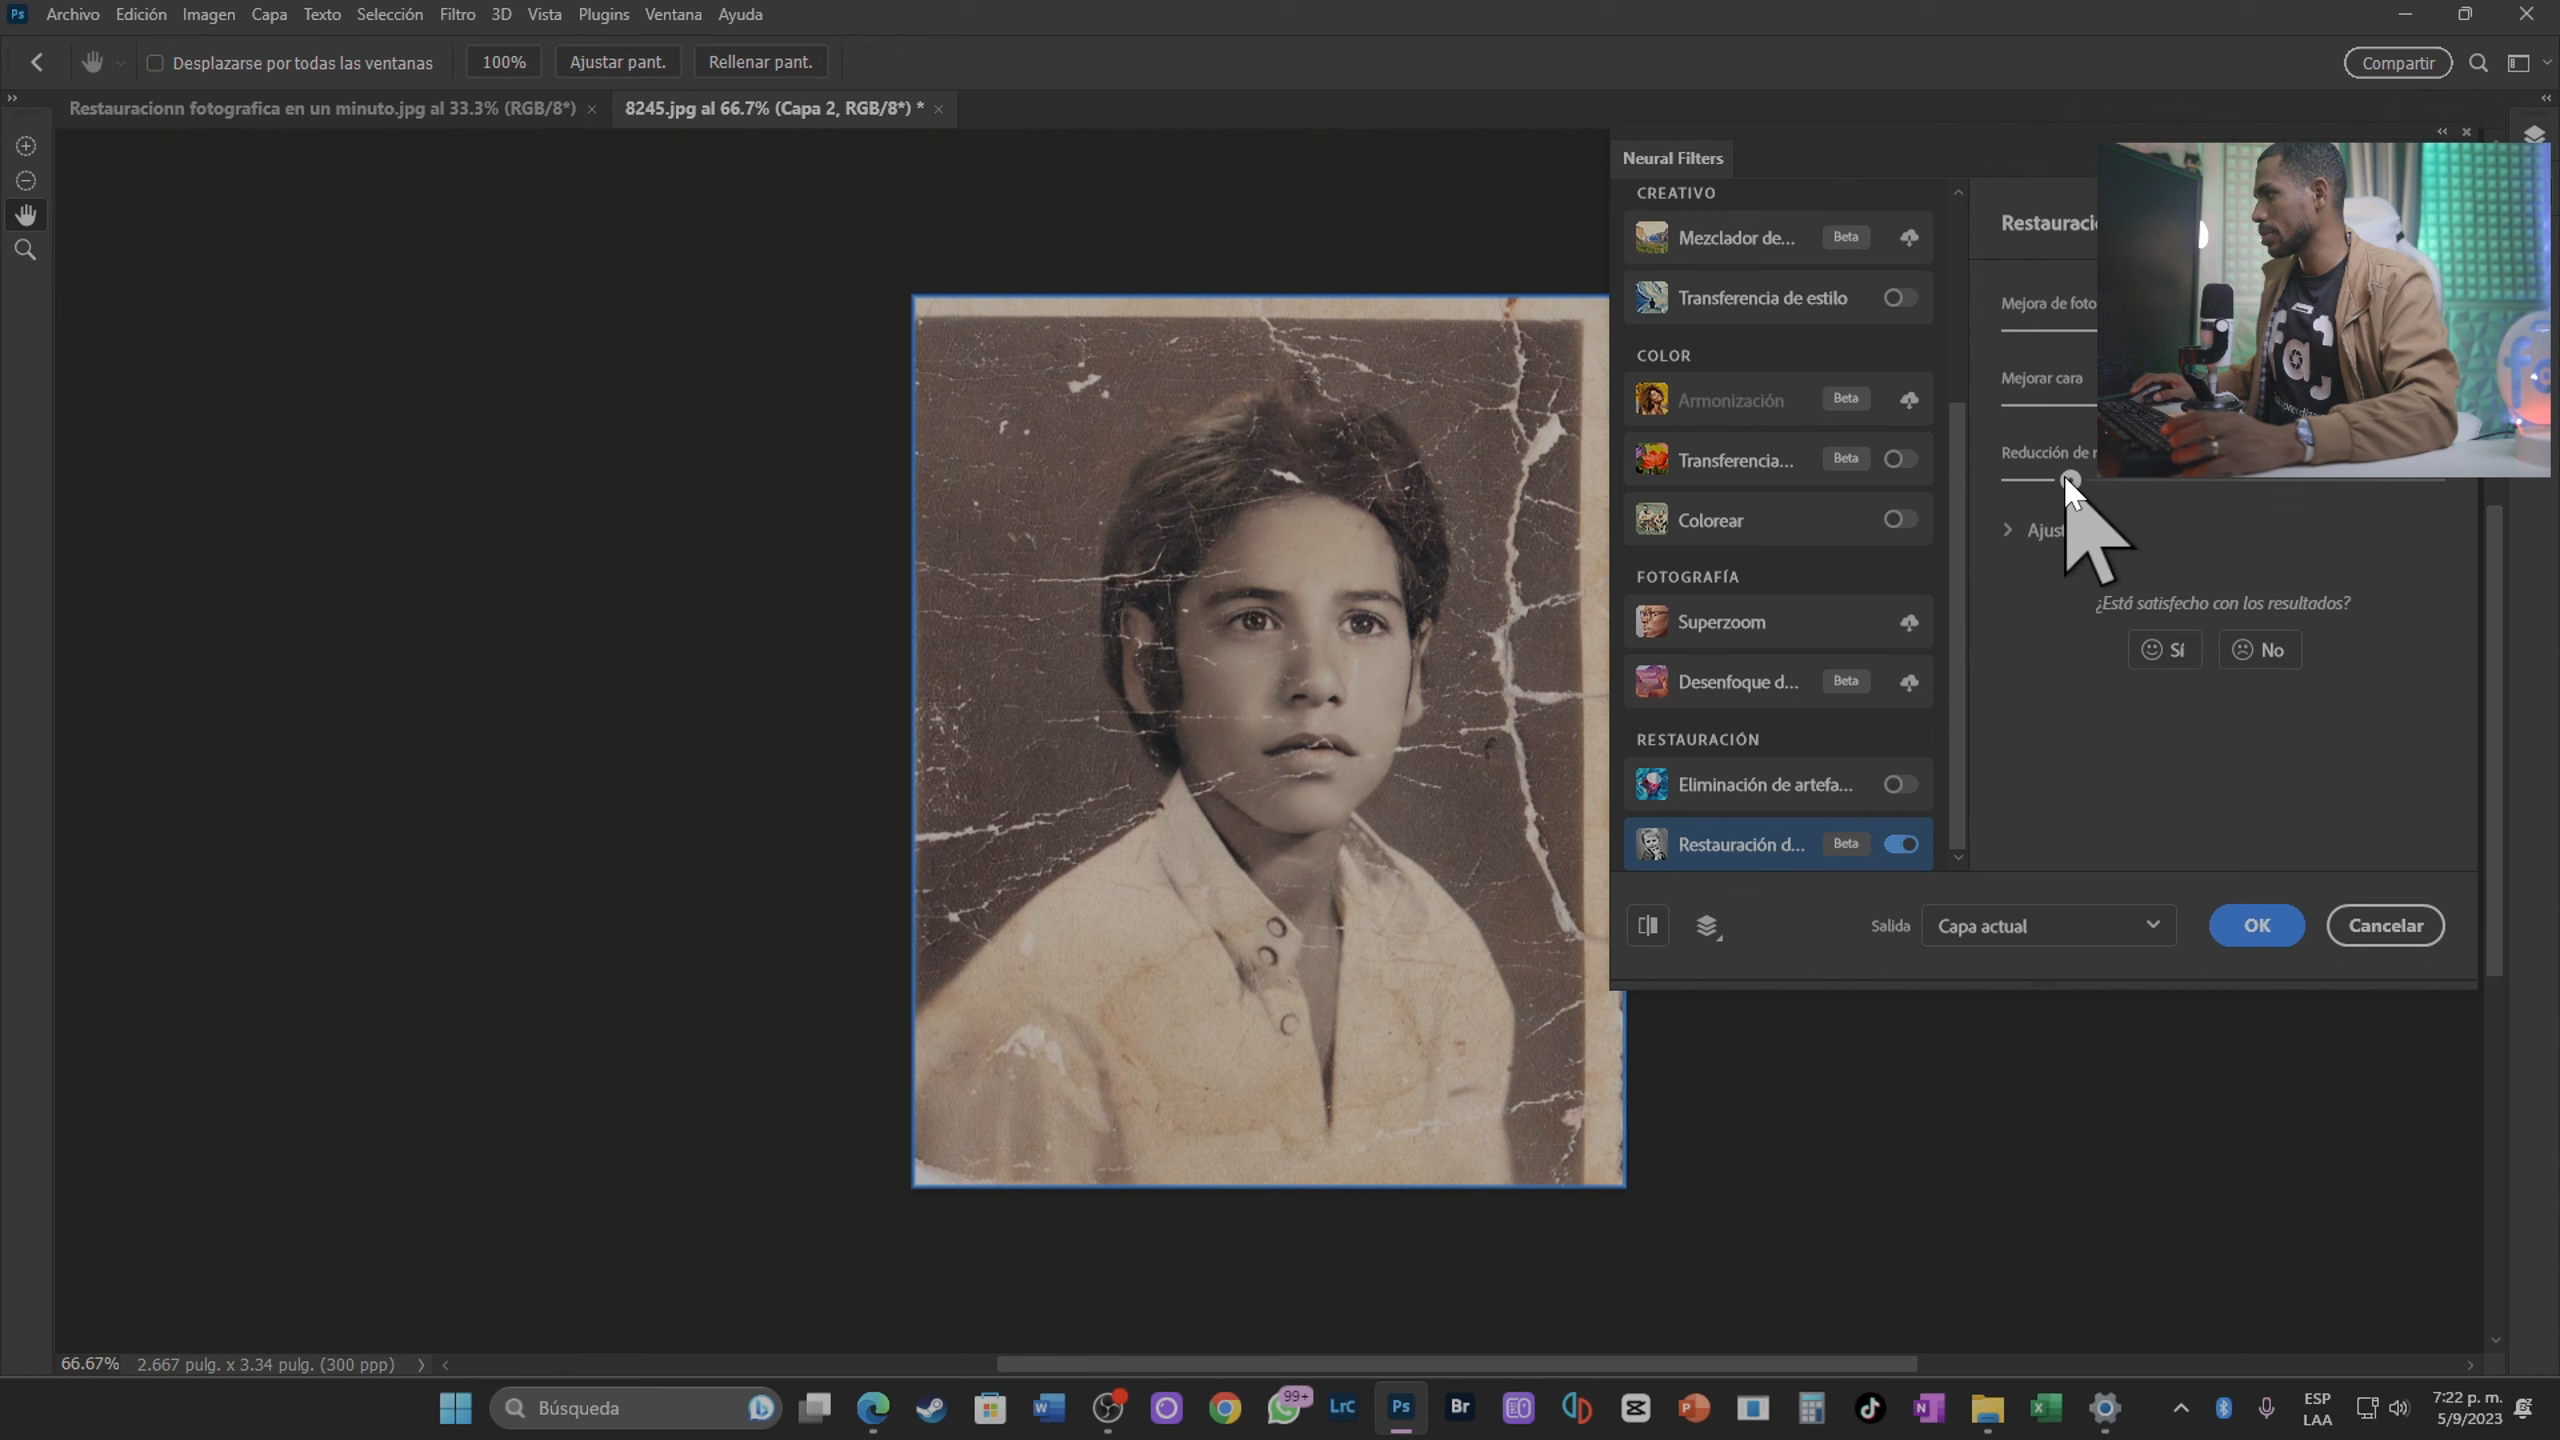 Ps Archivo Edición Imagen Capa Texto Selección Filtro 3D Vista Plugins Ventana Ayuda
Desplazarse por todas las ventanas 100% Ajustar pant. Rellenar pant. Compartir
Restauracionn fotografica en un minuto.jpg al 33.3% (RGB/8*) × 8245.jpg al 66.7% (Capa 2, RGB/8*) * ×
Neural Filters
CREATIVO
Mezclador de... Beta
Transferencia de estilo
COLOR
Armonización Beta
Transferencia... Beta
Colorear
FOTOGRAFÍA
Superzoom
Desenfoque d... Beta
RESTAURACIÓN
Eliminación de artefa...
Restauración d... Beta
Restauraci
Mejora de foto
Mejorar cara
Reducción de r
Ajust
¿Está satisfecho con los resultados?
Sí No
Salida Capa actual OK Cancelar
faf
66.67% 2.667 pulg. x 3.34 pulg. (300 ppp)
Búsqueda
99+
LrC Ps Br
ESP
LAA
7:22 p. m.
5/9/2023